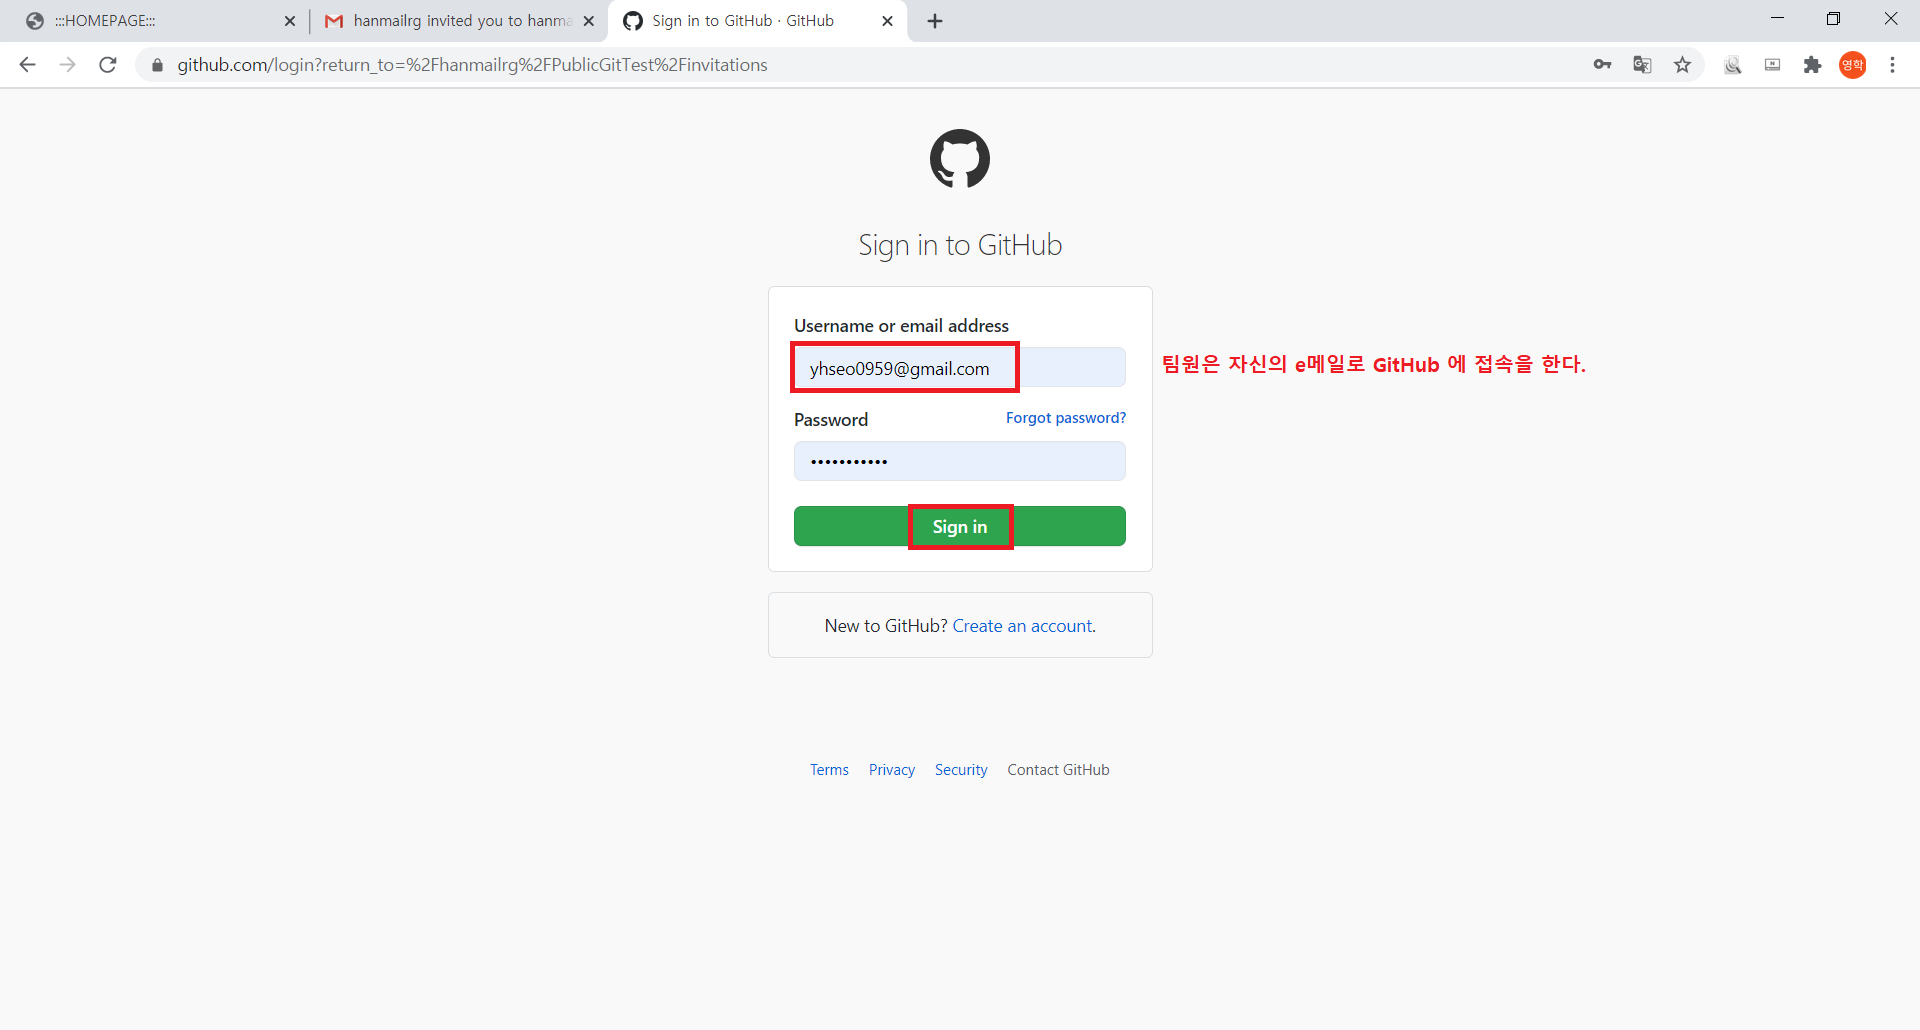 :::HOMEPAGE:::
hanmailrg invited you to hanma
Sign in to GitHub · GitHub
github.com/login?return_to=%2Fhanmailrg%2FPublicGitTest%2Finvitations
영학
Sign in to GitHub
Username or email address
yhseo0959@gmail.com
팀원은 자신의 e메일로 GitHub 에 접속을 한다.
Password
Forgot password?
•••••••••••
Sign in
New to GitHub? Create an account.
Terms Privacy Security Contact GitHub